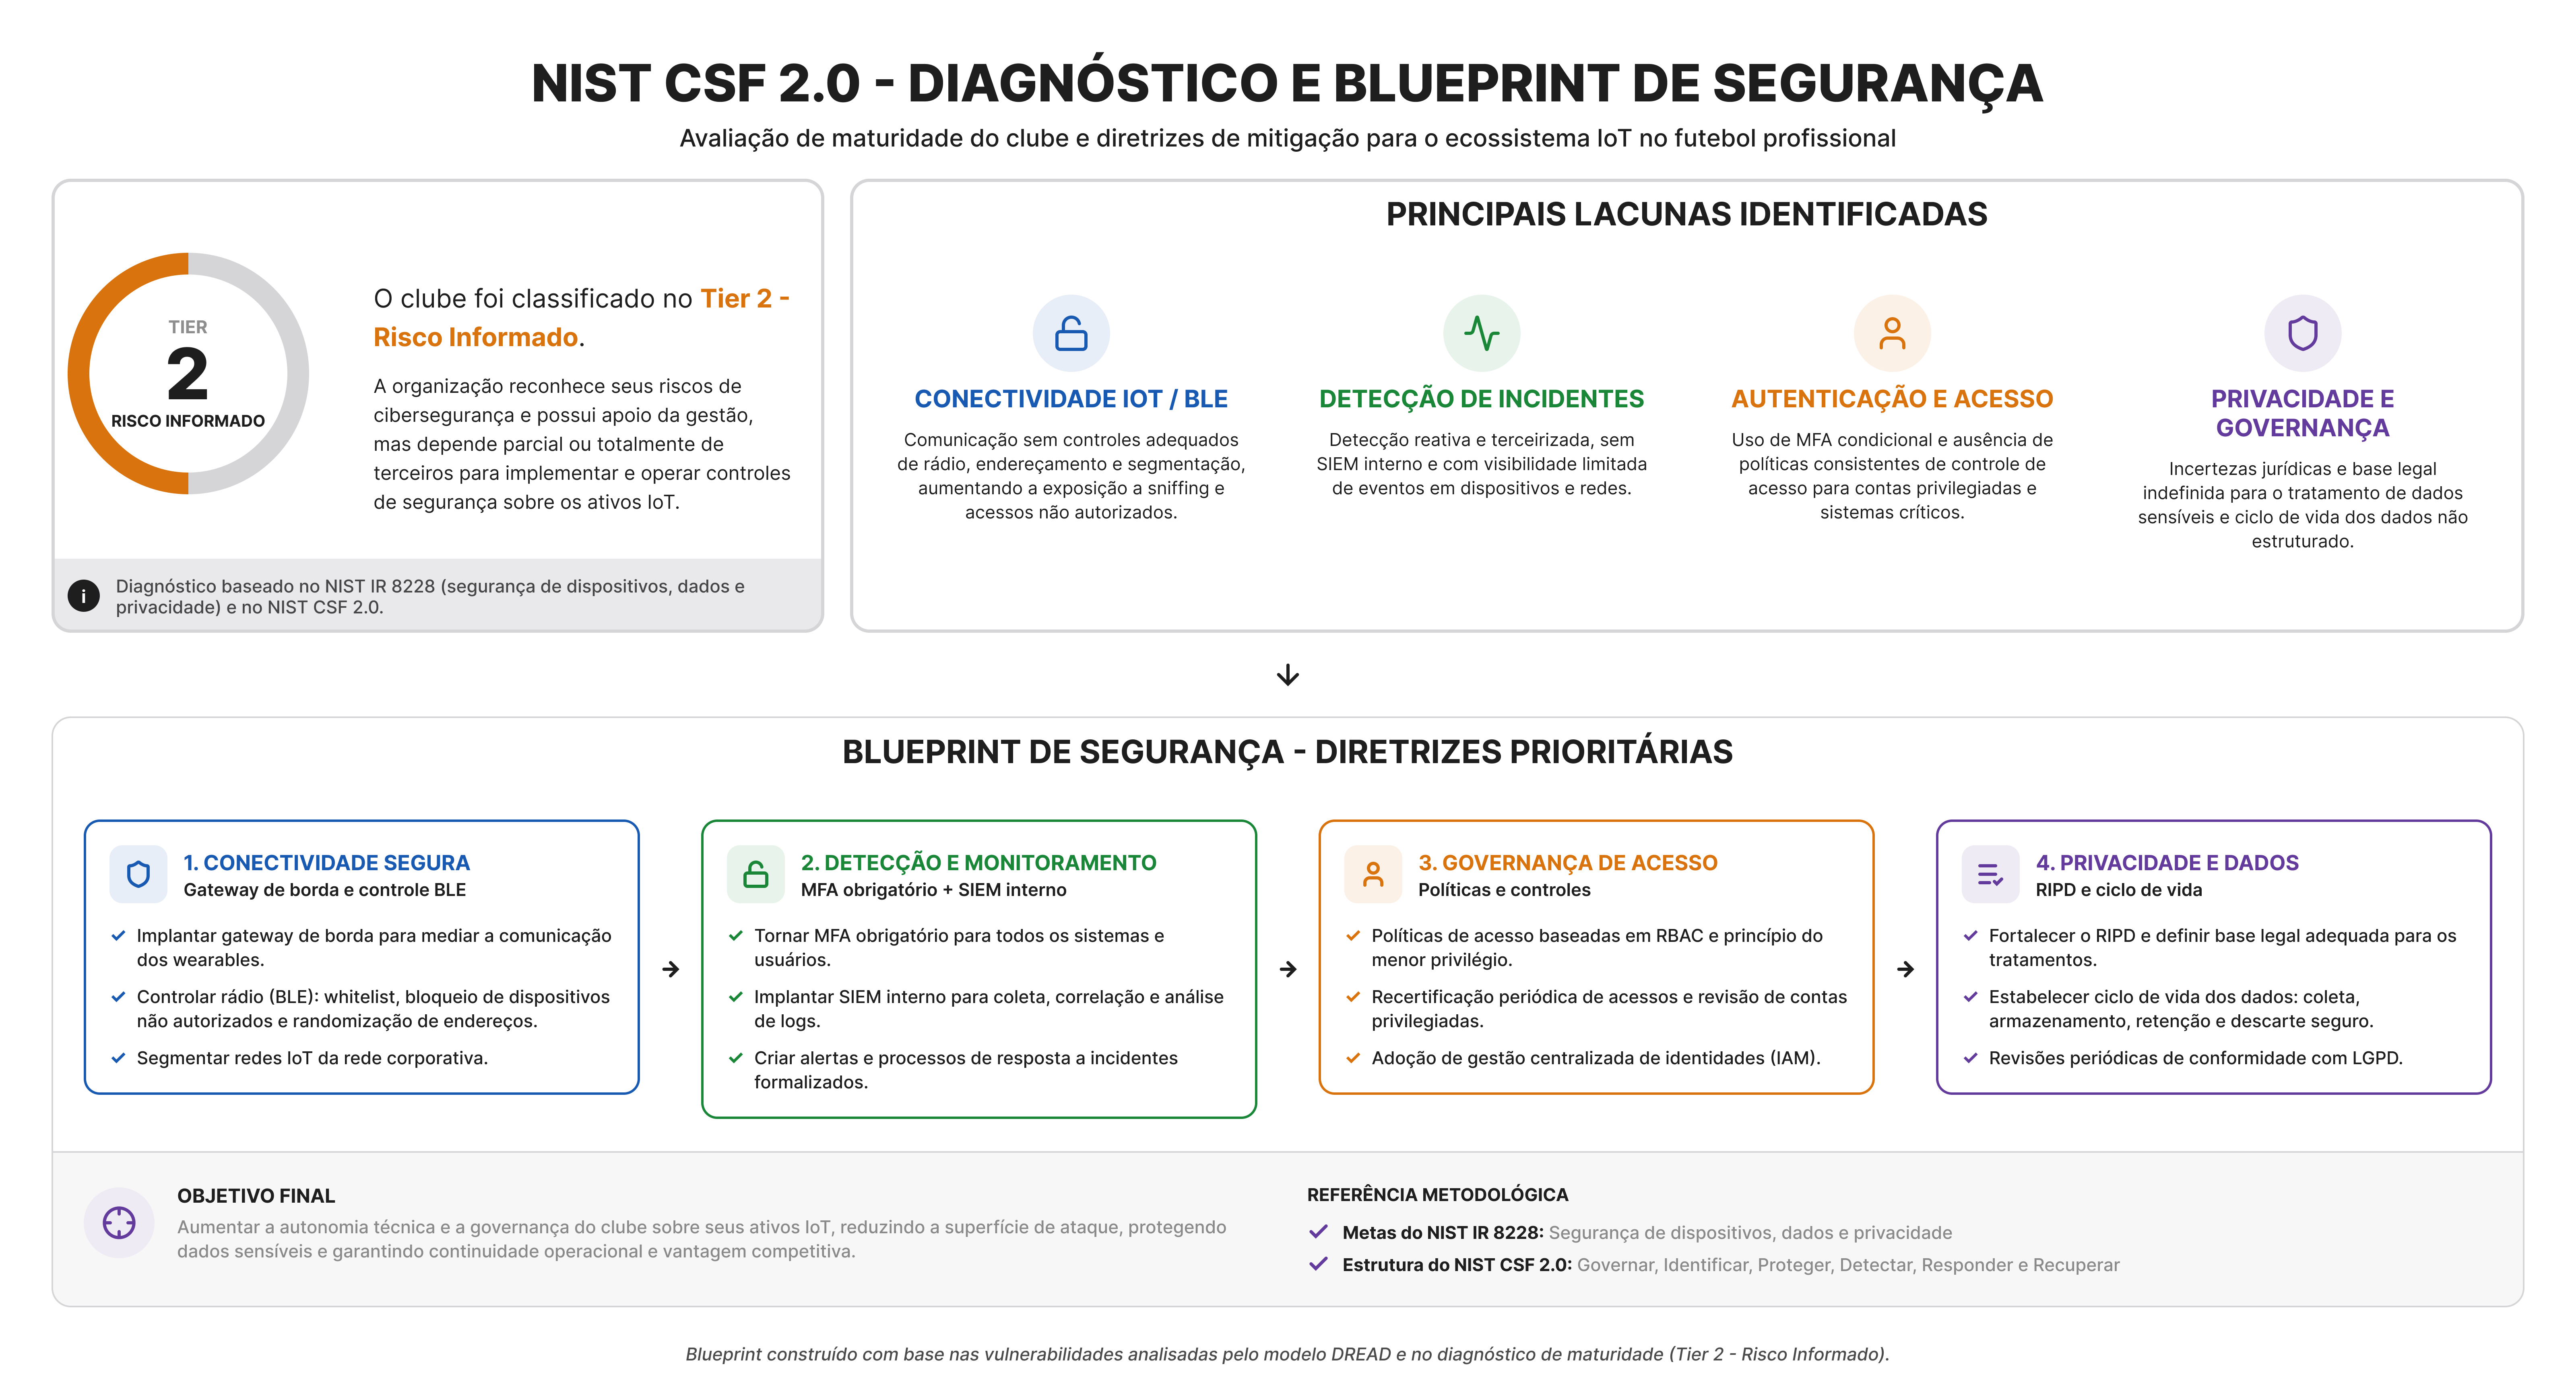 NIST CSF 2.0 - DIAGNÓSTICO E BLUEPRINT DE SEGURANÇA
Avaliação de maturidade do clube e diretrizes de mitigação para o ecossistema IoT no futebol profissional
TIER
2
RISCO INFORMADO
O clube foi classificado no Tier 2 -
Risco Informado.
A organização reconhece seus riscos de
cibersegurança e possui apoio da gestão,
mas depende parcial ou totalmente de
terceiros para implementar e operar controles
de segurança sobre os ativos IoT.
i
Diagnóstico baseado no NIST IR 8228 (segurança de dispositivos, dados e
privacidade) e no NIST CSF 2.0.
PRINCIPAIS LACUNAS IDENTIFICADAS
CONECTIVIDADE IOT / BLE
Comunicação sem controles adequados
de rádio, endereçamento e segmentação,
aumentando a exposição a sniffing e
acessos não autorizados.
DETECÇÃO DE INCIDENTES
Detecção reativa e terceirizada, sem
SIEM interno e com visibilidade limitada
de eventos em dispositivos e redes.
AUTENTICAÇÃO E ACESSO
Uso de MFA condicional e ausência de
políticas consistentes de controle de
acesso para contas privilegiadas e
sistemas críticos.
PRIVACIDADE E
GOVERNANÇA
Incertezas jurídicas e base legal
indefinida para o tratamento de dados
sensíveis e ciclo de vida dos dados não
estruturado.
BLUEPRINT DE SEGURANÇA - DIRETRIZES PRIORITÁRIAS
1. CONECTIVIDADE SEGURA
Gateway de borda e controle BLE
Implantar gateway de borda para mediar a comunicação
dos wearables.
Controlar rádio (BLE): whitelist, bloqueio de dispositivos
não autorizados e randomização de endereços.
Segmentar redes IoT da rede corporativa.
2. DETECÇÃO E MONITORAMENTO
MFA obrigatório + SIEM interno
Tornar MFA obrigatório para todos os sistemas e
usuários.
Implantar SIEM interno para coleta, correlação e análise
de logs.
Criar alertas e processos de resposta a incidentes
formalizados.
3. GOVERNANÇA DE ACESSO
Políticas e controles
Políticas de acesso baseadas em RBAC e princípio do
menor privilégio.
Recertificação periódica de acessos e revisão de contas
privilegiadas.
Adoção de gestão centralizada de identidades (IAM).
4. PRIVACIDADE E DADOS
RIPD e ciclo de vida
Fortalecer o RIPD e definir base legal adequada para os
tratamentos.
Estabelecer ciclo de vida dos dados: coleta,
armazenamento, retenção e descarte seguro.
Revisões periódicas de conformidade com LGPD.
OBJETIVO FINAL
Aumentar a autonomia técnica e a governança do clube sobre seus ativos IoT, reduzindo a superfície de ataque, protegendo
dados sensíveis e garantindo continuidade operacional e vantagem competitiva.
REFERÊNCIA METODOLÓGICA
Metas do NIST IR 8228: Segurança de dispositivos, dados e privacidade
Estrutura do NIST CSF 2.0: Governar, Identificar, Proteger, Detectar, Responder e Recuperar
Blueprint construído com base nas vulnerabilidades analisadas pelo modelo DREAD e no diagnóstico de maturidade (Tier 2 - Risco Informado).